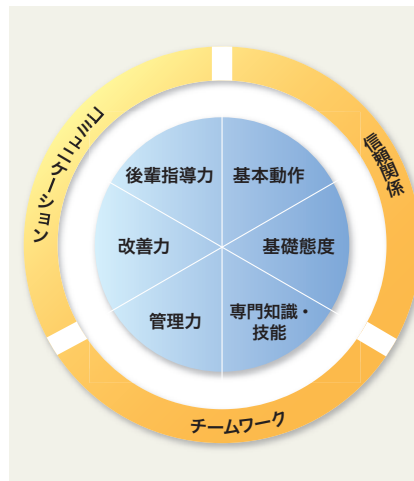 コミュニケーション
信頼関係
後輩指導力
基本動作
改善力
基礎態度
管理力
専門知識・
技能
チームワーク